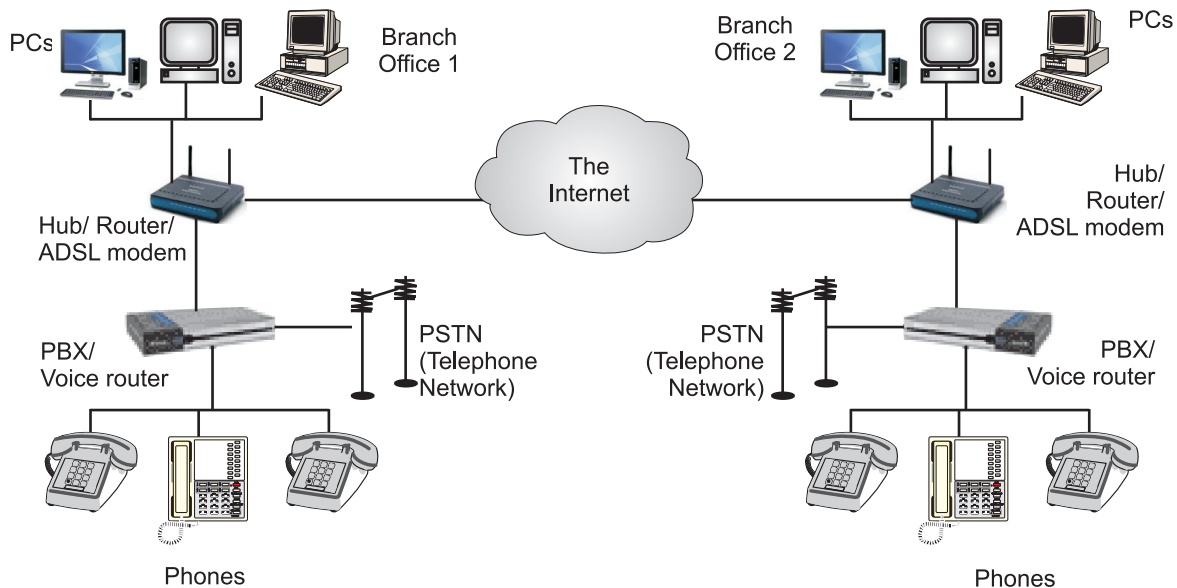 PCs
Branch
Office 1
Branch
Office 2
PCs
The
Internet
Hub/ Router/
ADSL modem
Hub/
Router/
ADSL modem
PBX/
Voice router
PSTN
(Telephone
Network)
PSTN
(Telephone
Network)
PBX/
Voice router
Phones
Phones